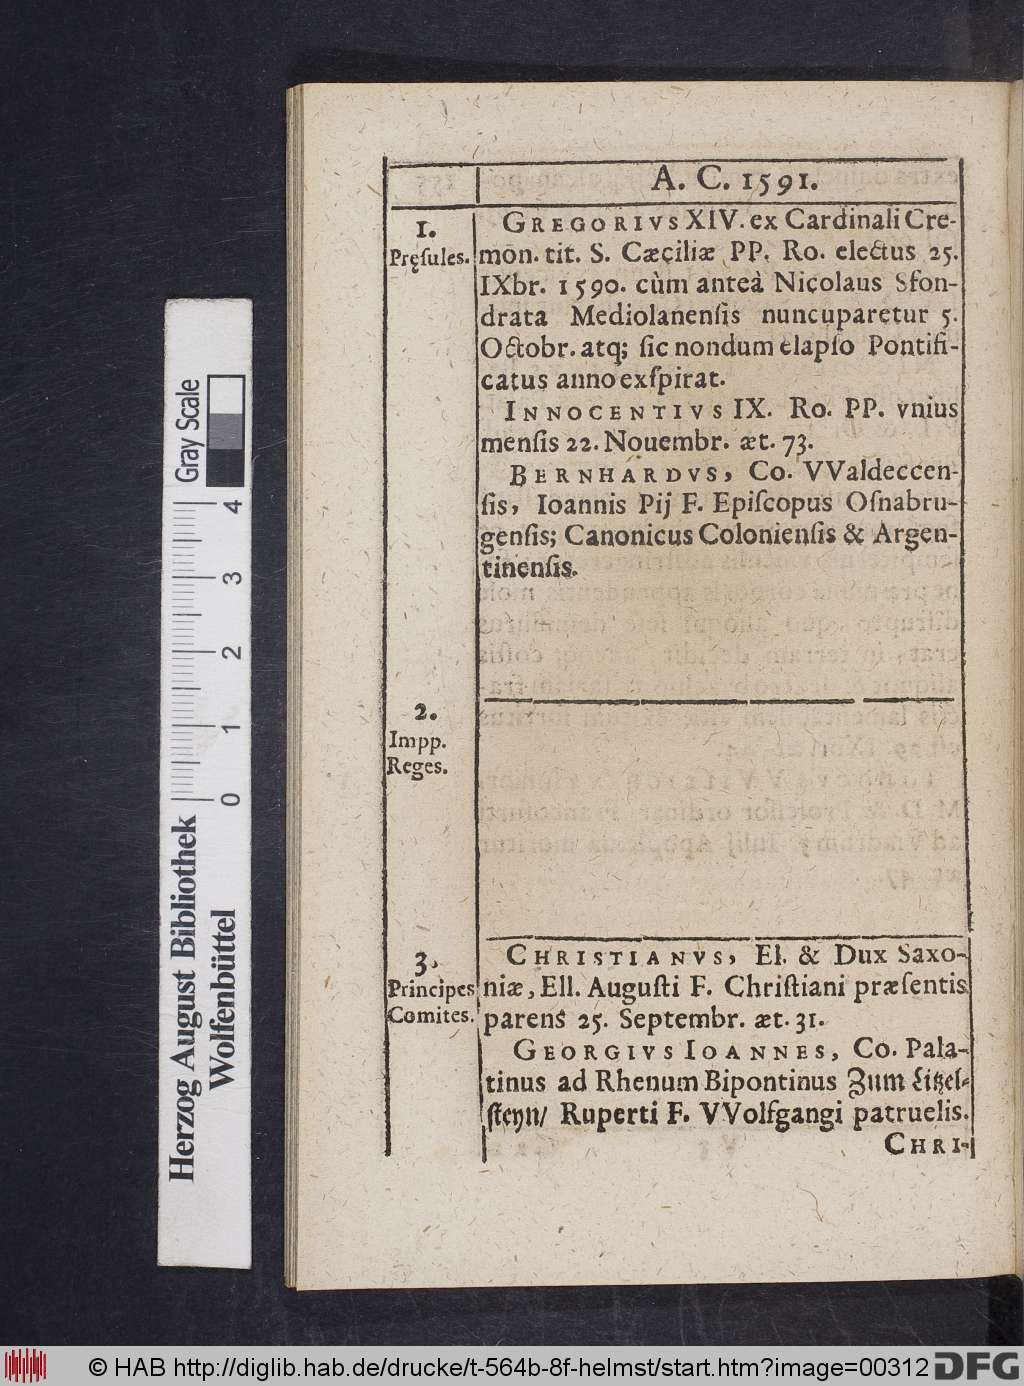 A. C. 1591.
1.
Pręſules.
GREGORIVS XIV. ex Cardinali Cre-
mōn. tit. S. Cæciliæ PP. Ro. electus 25.
IXbr. 1590. cùm anteà Nicolaus Sfon-
drata Mediolanenſis nuncuparetur 5.
Octobr. atq; ſic nondum elapſo Pontifi-
catus anno exſpirat.
INNOCENTIVS IX. Ro. PP. vnius
menſis 22. Nouembr. æt. 73.
BERNHARDVS, Co. VValdeccen-
ſis, Ioannis Pij F. Epiſcopus Oſnabru-
genſis; Canonicus Colonienſis & Argen-
tinenſis.
2.
Impp.
Reges.
3.
Principes
Comites.
CHRISTIANVS, El. & Dux Saxo-
niæ, Ell. Auguſti F. Chriſtiani præſentis
parens 25. Septembr. æt. 31.
GEORGIVS IOANNES, Co. Pala-
tinus ad Rhenum Bipontinus Zum Litzel-
ſteyn/ Ruperti F. VVolfgangi patruelis.
CHRI-
Gray Scale
0 1 2 3 4
Herzog August Bibliothek
Wolfenbüttel
© HAB http://diglib.hab.de/drucke/t-564b-8f-helmst/start.htm?image=00312
DFG